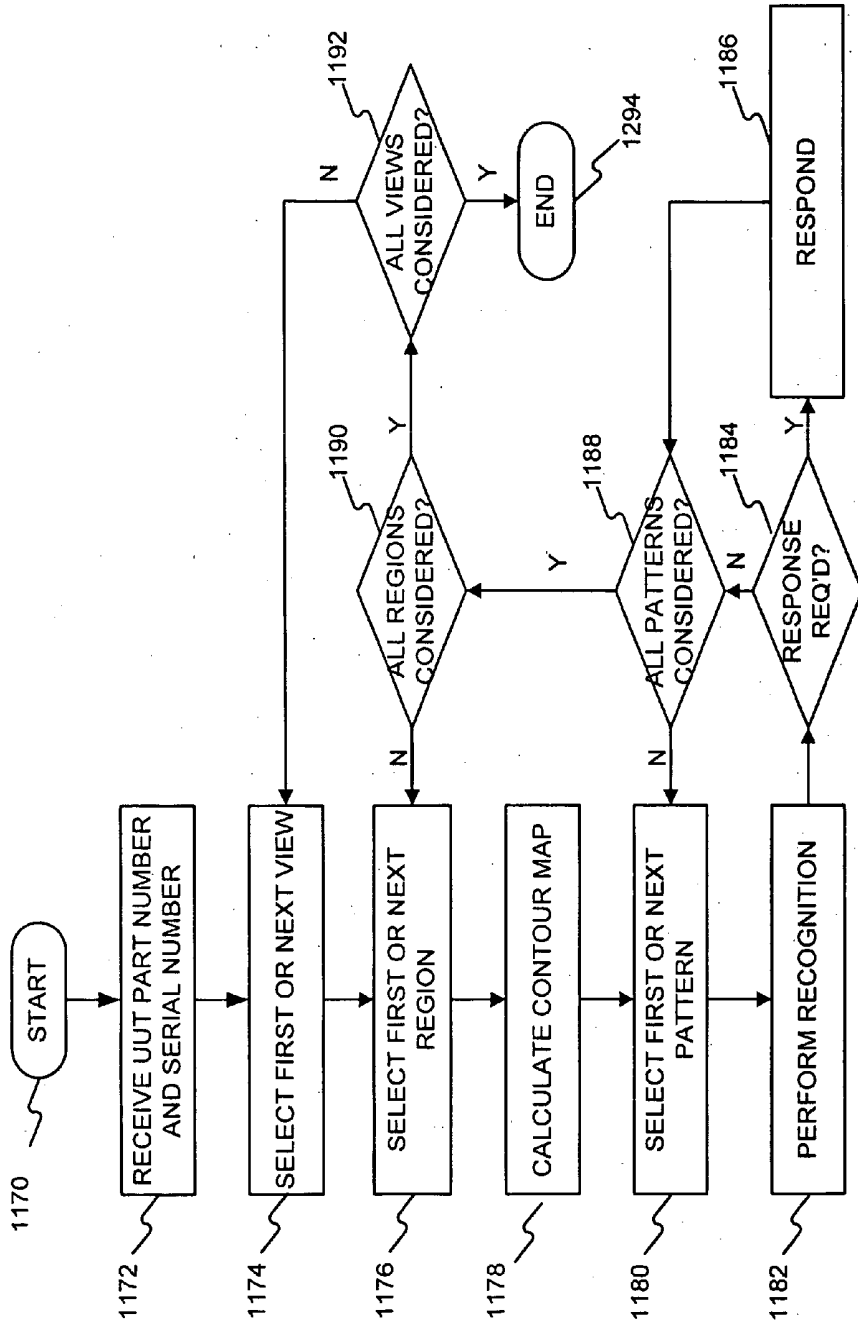 1170
START
1172
RECEIVE UUT PART NUMBER
AND SERIAL NUMBER
1174
SELECT FIRST OR NEXT VIEW
1176
SELECT FIRST OR NEXT
REGION
1178
CALCULATE CONTOUR MAP
1180
SELECT FIRST OR NEXT
PATTERN
1182
PERFORM RECOGNITION
1184
RESPONSE
REQ'D?
Y
N
1186
RESPOND
1188
ALL PATTERNS
CONSIDERED?
N
Y
1190
ALL REGIONS
CONSIDERED?
N
Y
1192
ALL VIEWS
CONSIDERED?
N
Y
END
1294